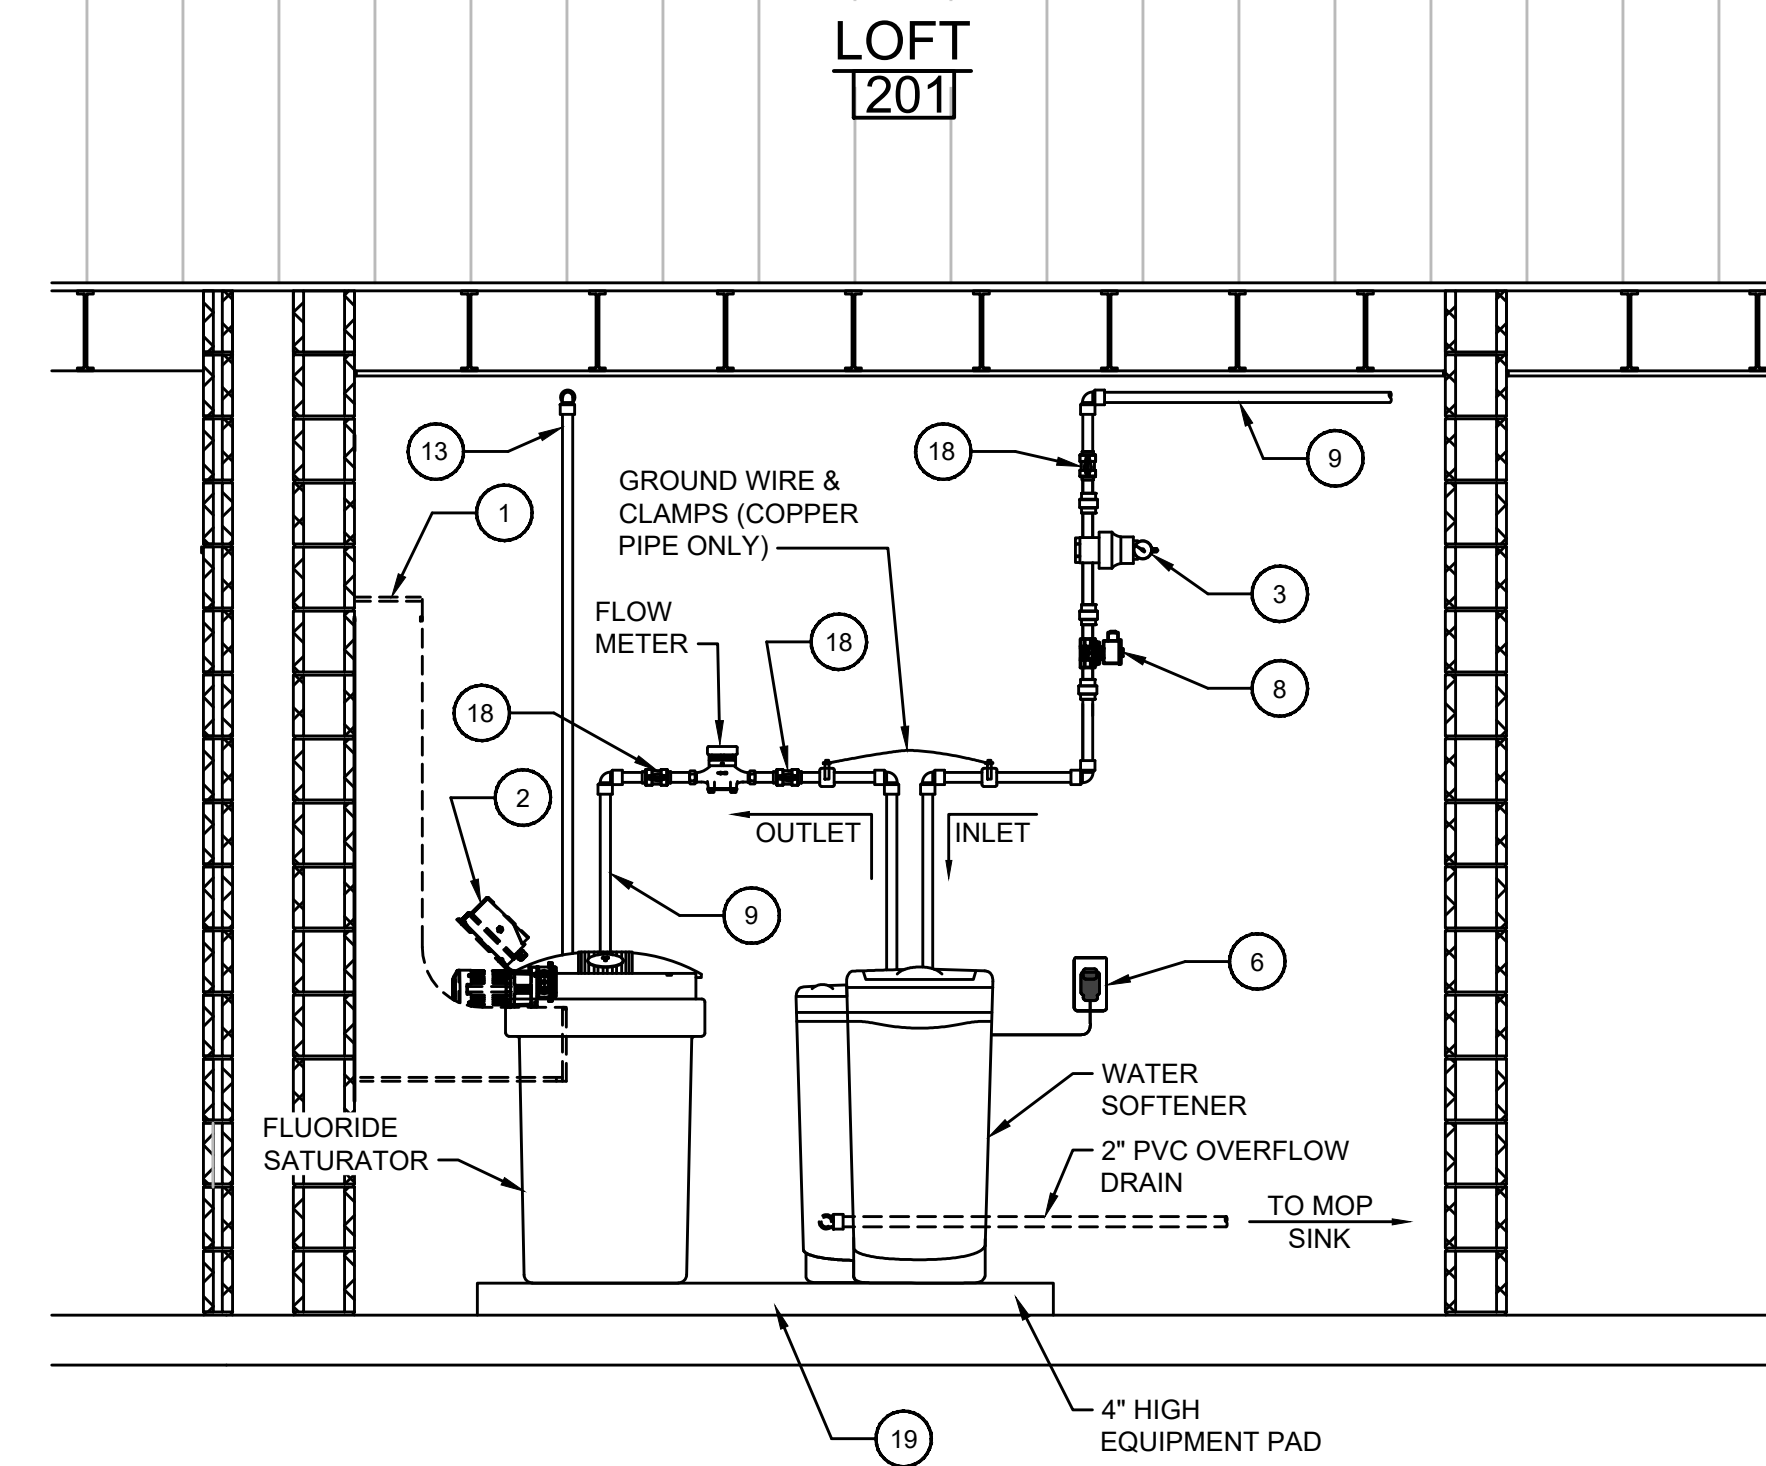 LOFT
201
13
18
9
GROUND WIRE &
CLAMPS (COPPER
PIPE ONLY)
1
3
FLOW
METER
18
8
18
2
OUTLET
INLET
9
6
WATER
SOFTENER
FLUORIDE
SATURATOR
2" PVC OVERFLOW
DRAIN
TO MOP
SINK
4" HIGH
EQUIPMENT PAD
19